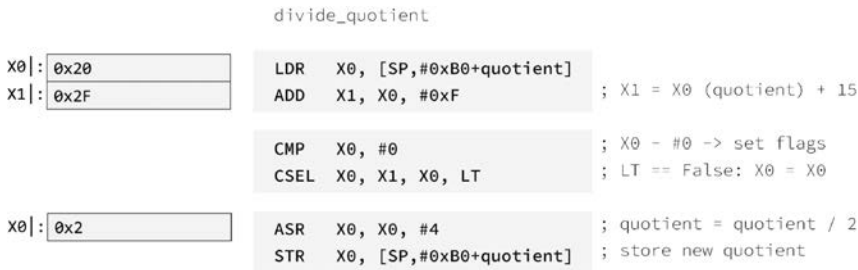 divide_quotient
X0|: 0x20 LDR X0, [SP,#0xB0+quotient]
X1|: 0x2F ADD X1, X0, #0xF ; X1 = X0 (quotient) + 15
CMP X0, #0 ; X0 - #0 -> set flags
CSEL X0, X1, X0, LT ; LT == False: X0 = X0
X0|: 0x2 ASR X0, X0, #4 ; quotient = quotient / 2
STR X0, [SP,#0xB0+quotient] ; store new quotient